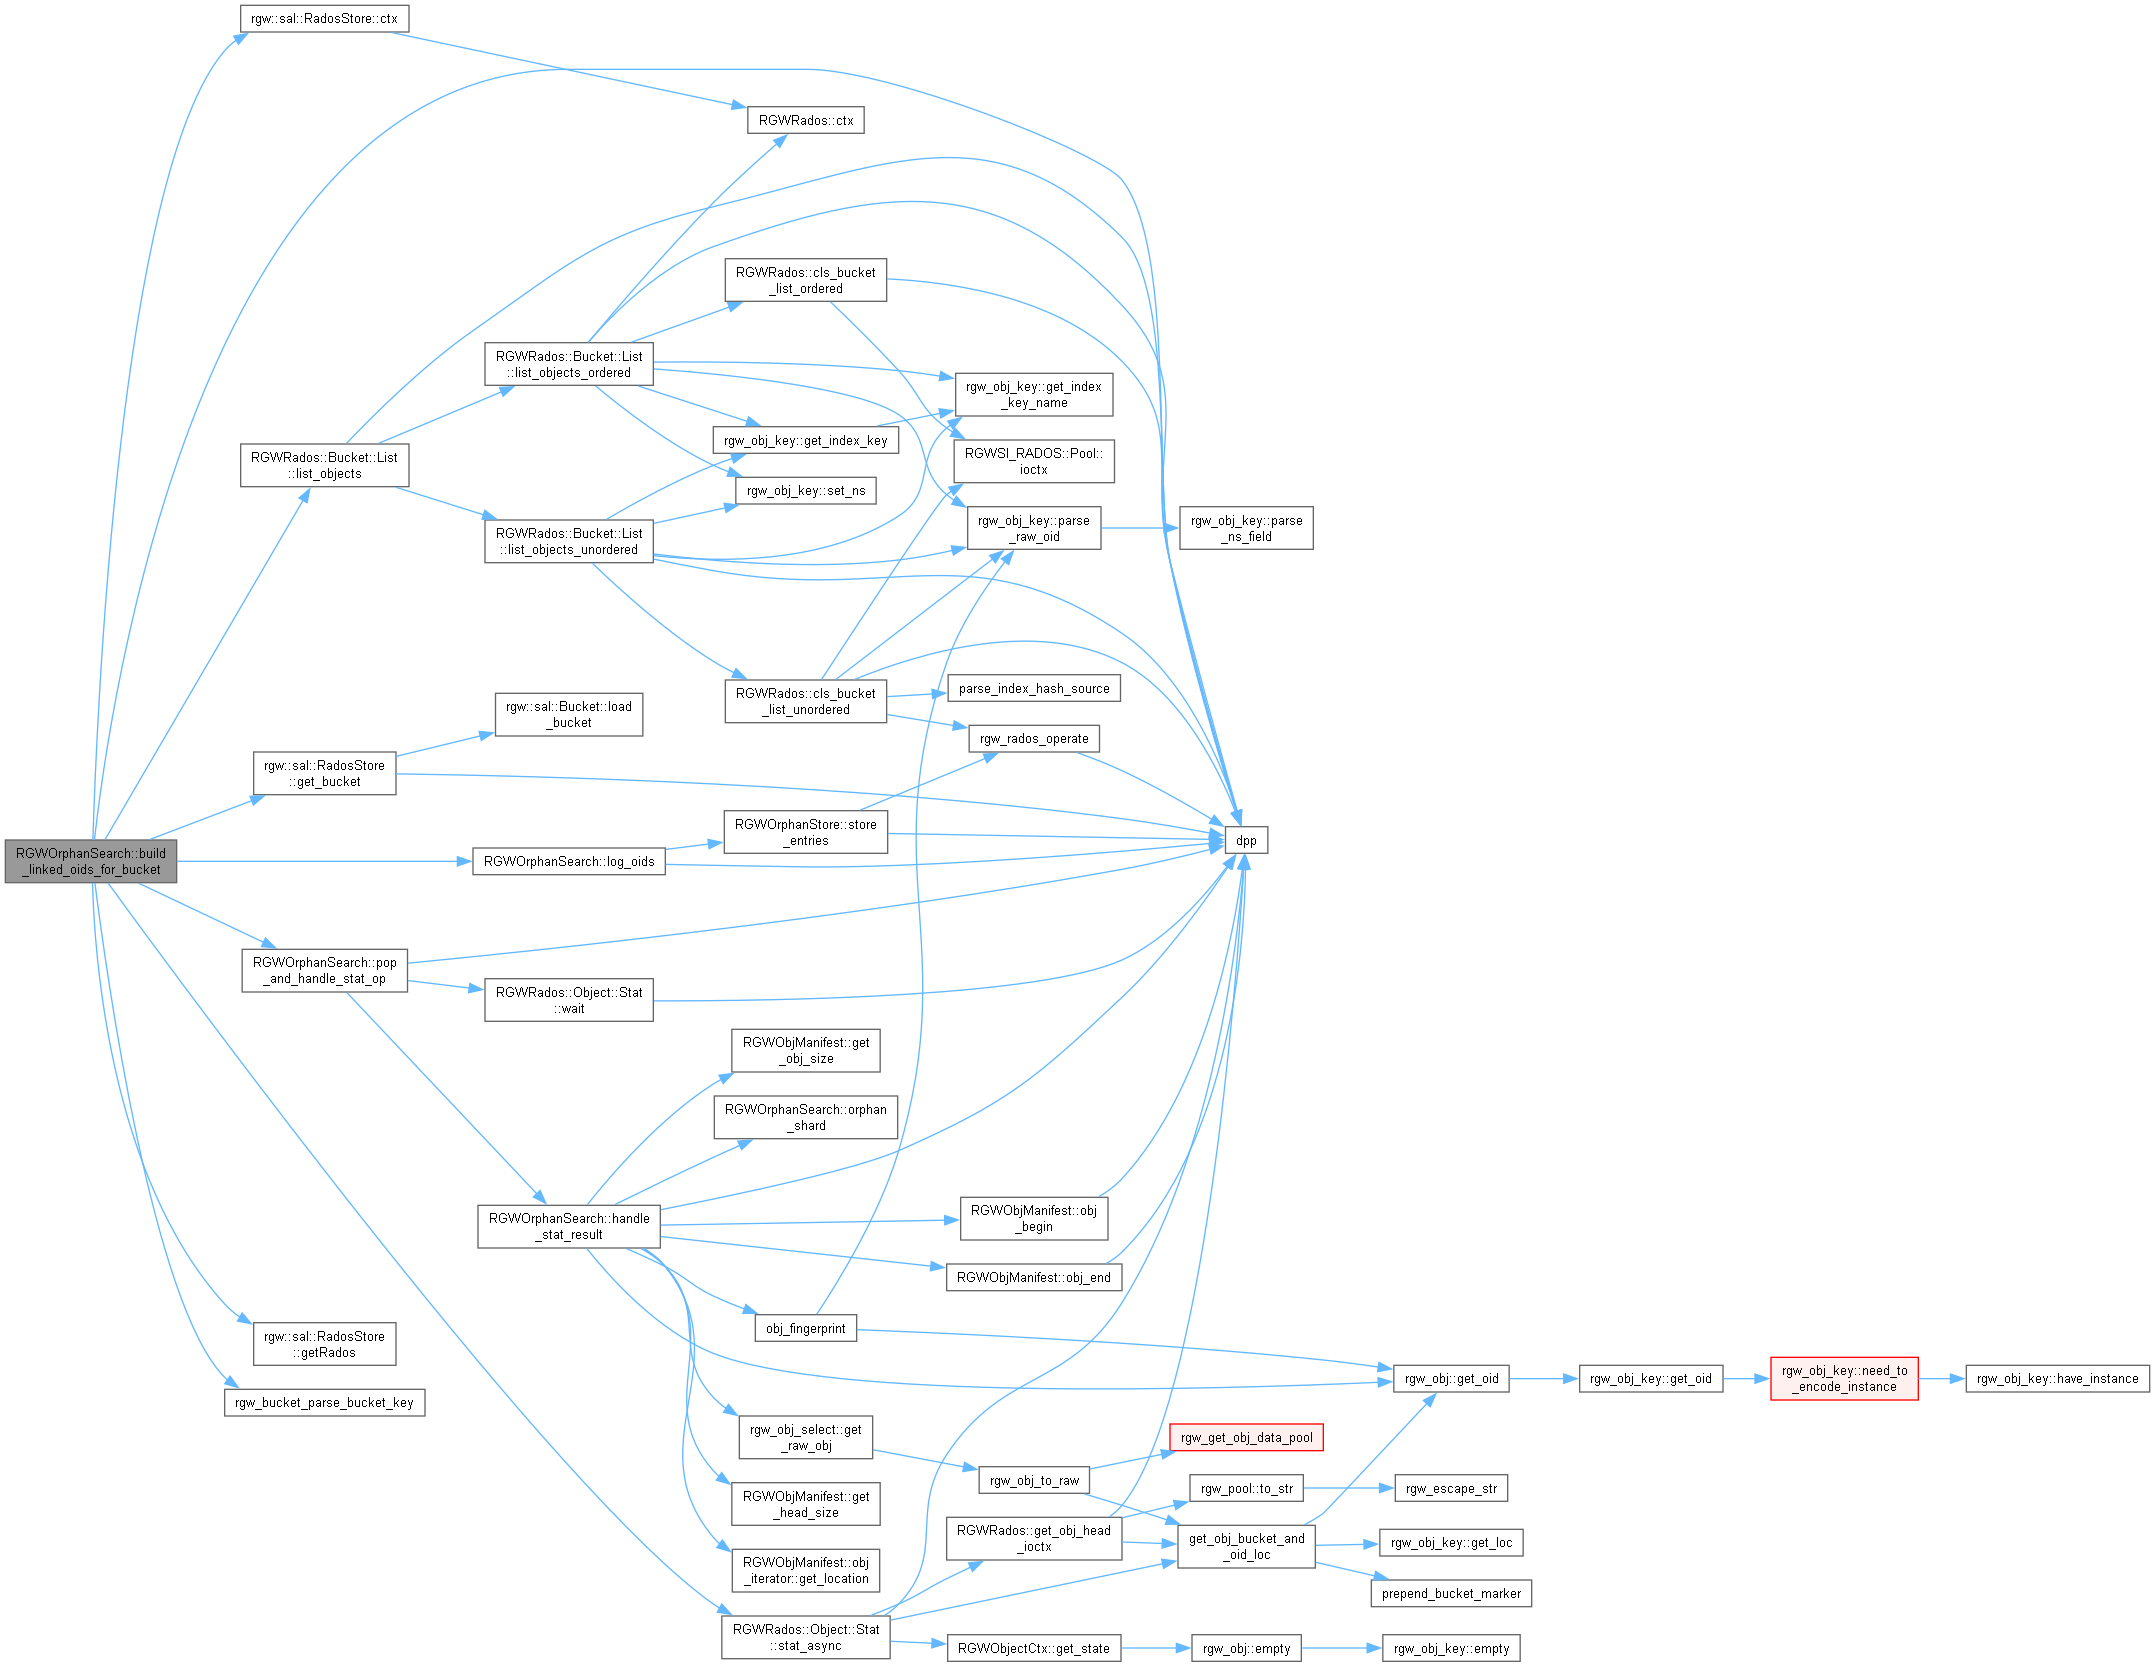 rgw::sal::RadosStore::ctx
RGWRados::ctx
RGWRados::cls_bucket
_list_ordered
RGWRados::Bucket::List
::list_objects_ordered
rgw_obj_key::get_index
_key_name
rgw_obj_key::get_index_key
RGWRados::Bucket::List
::list_objects
RGWSI_RADOS::Pool::
ioctx
rgw_obj_key::set_ns
RGWRados::Bucket::List
::list_objects_unordered
rgw_obj_key::parse
_raw_oid
rgw_obj_key::parse
_ns_field
RGWRados::cls_bucket
_list_unordered
parse_index_hash_source
rgw::sal::Bucket::load
_bucket
rgw_rados_operate
rgw::sal::RadosStore
::get_bucket
RGWOrphanStore::store
_entries
dpp
RGWOrphanSearch::build
_linked_oids_for_bucket
RGWOrphanSearch::log_oids
RGWOrphanSearch::pop
_and_handle_stat_op
RGWRados::Object::Stat
::wait
RGWObjManifest::get
_obj_size
RGWOrphanSearch::orphan
_shard
RGWOrphanSearch::handle
_stat_result
RGWObjManifest::obj
_begin
RGWObjManifest::obj_end
obj_fingerprint
rgw::sal::RadosStore
::getRados
rgw_obj::get_oid
rgw_obj_key::get_oid
rgw_obj_key::need_to
_encode_instance
rgw_obj_key::have_instance
rgw_bucket_parse_bucket_key
rgw_obj_select::get
_raw_obj
rgw_get_obj_data_pool
rgw_obj_to_raw
rgw_pool::to_str
rgw_escape_str
RGWObjManifest::get
_head_size
RGWRados::get_obj_head
_ioctx
get_obj_bucket_and
_oid_loc
rgw_obj_key::get_loc
RGWObjManifest::obj
_iterator::get_location
prepend_bucket_marker
RGWRados::Object::Stat
::stat_async
RGWObjectCtx::get_state
rgw_obj::empty
rgw_obj_key::empty